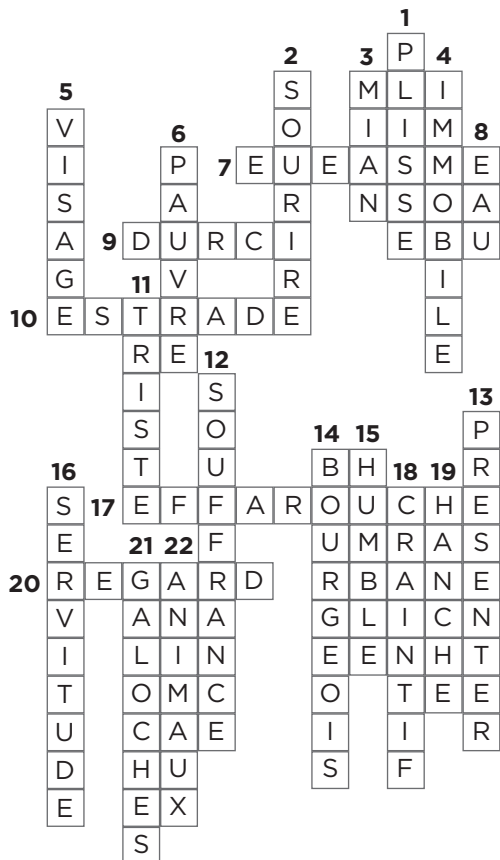 1
2 3 P 4
5 S M L I
V 6 O I I M 8
I P 7 E U E A S M E
S A R N S O A
A 9 D U R C I E B U
G 11 V R I
10 E S T R A D E L
R E 12 E
I S 13
S O 14 15 P
16 T U B H 18 19 R
S 17 E F F A R O U C H E
E 21 22 F U M R A S
20 R E G A R D R B A N E
V A N A G L I C N
I L I N E E N H T
T O M C O T E E
U C A E I I R
D H U S F
E E X
S